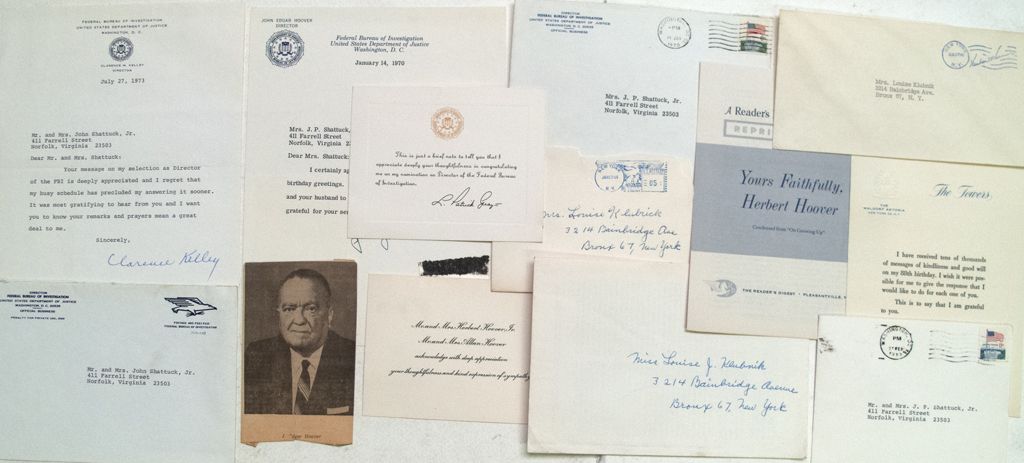 FEDERAL BUREAU OF INVESTIGATION
UNITED STATES DEPARTMENT OF JUSTICE
WASHINGTON, D. C.
CLARENCE M. KELLEY
DIRECTOR
July 27, 1973
Mr. and Mrs. John Shattuck, Jr.
411 Farrell Street
Norfolk, Virginia 23503
Dear Mr. and Mrs. Shattuck:
Your message on my selection as Director
of the FBI is deeply appreciated and I regret that
my busy schedule has precluded my answering it sooner.
It was most gratifying to hear from you and I want
you to know your remarks and prayers mean a great
deal to me.
Sincerely,
Clarence Kelley
JOHN EDGAR HOOVER
DIRECTOR
Federal Bureau of Investigation
United States Department of Justice
Washington, D. C.
January 14, 1970
Mrs. J. P. Shattuck,
411 Farrell Street
Norfolk, Virginia
Dear Mrs. Shattuck:
I certainly a
birthday greetings.
and your husband to
grateful for your se
This is just a brief note to tell you that I
appreciate deeply your thoughtfulness in congratulating
me on my nomination as Director of the Federal Bureau
of Investigation.
L. Patrick Gray
DIRECTOR
FEDERAL BUREAU OF INVESTIGATION
UNITED STATES DEPARTMENT OF JUSTICE
WASHINGTON, D. C. 20535
OFFICIAL BUSINESS
PM
Mrs. J. P. Shattuck, Jr.
411 Farrell Street
Norfolk, Virginia 23503
NEW YORK
N.Y.
Mrs. Louise Klubnik
3214 Bainbridge Ave.
Bronx 67, N. Y.
NEW YORK
N.Y.
05
Mrs. Louise Klubrick
3214 Bainbridge Ave
Bronx 67, New York
A Reader's
REPRI
Yours Faithfully,
Herbert Hoover
Condensed from "On Growing Up"
THE READER'S DIGEST · PLEASANTVILLE,
The Towers
THE
WALDORF ASTORIA
I have received tens of thousands
of messages of kindliness and good will
on my 88th birthday. I wish it were pos-
sible for me to give the response that I
would like to do for each one of you.
This is to say that I am grateful
to you.
DIRECTOR
FEDERAL BUREAU OF INVESTIGATION
UNITED STATES DEPARTMENT OF JUSTICE
WASHINGTON, D. C. 20535
OFFICIAL BUSINESS
PENALTY FOR PRIVATE USE, $300
POSTAGE AND FEES PAID
FEDERAL BUREAU OF INVESTIGATION
Mr. and Mrs. John Shattuck, Jr.
411 Farrell Street
Norfolk, Virginia 23503
Edgar Hoover
Mr. and Mrs. Herbert Hoover, Jr.
Mr. and Mrs. Allan Hoover
acknowledge with deep appreciation
your thoughtfulness and kind expression of sympathy
Miss Louise J. Klubnik
3214 Bainbridge Avenue
Bronx 67, New York
PM
Mr. and Mrs. J. P. Shattuck, Jr.
411 Farrell Street
Norfolk, Virginia 23503